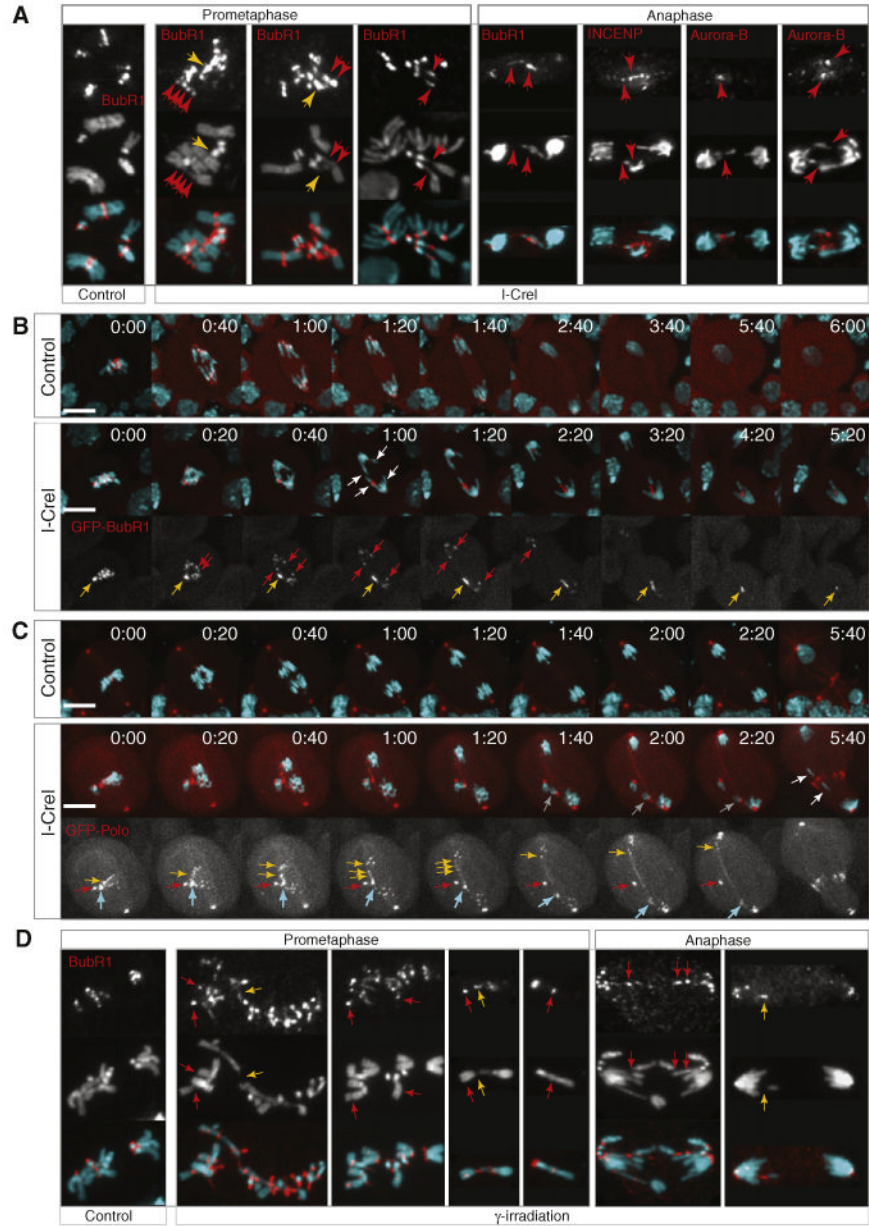 A
Prometaphase
Anaphase
BubR1
BubR1
BubR1
BubR1
BubR1
INCENP
Aurora-B
Aurora-B
Control
I-CreI
B
Control
0:00 0:40 1:00 1:20 1:40 2:40 3:40 5:40 6:00
I-CreI
0:00 0:20 0:40 1:00 1:20 2:20 3:20 4:20 5:20
GFP-BubR1
C
Control
0:00 0:20 0:40 1:00 1:20 1:40 2:00 2:20 5:40
I-CreI
0:00 0:20 0:40 1:00 1:20 1:40 2:00 2:20 5:40
GFP-Polo
D
Prometaphase
Anaphase
BubR1
Control
γ-irradiation